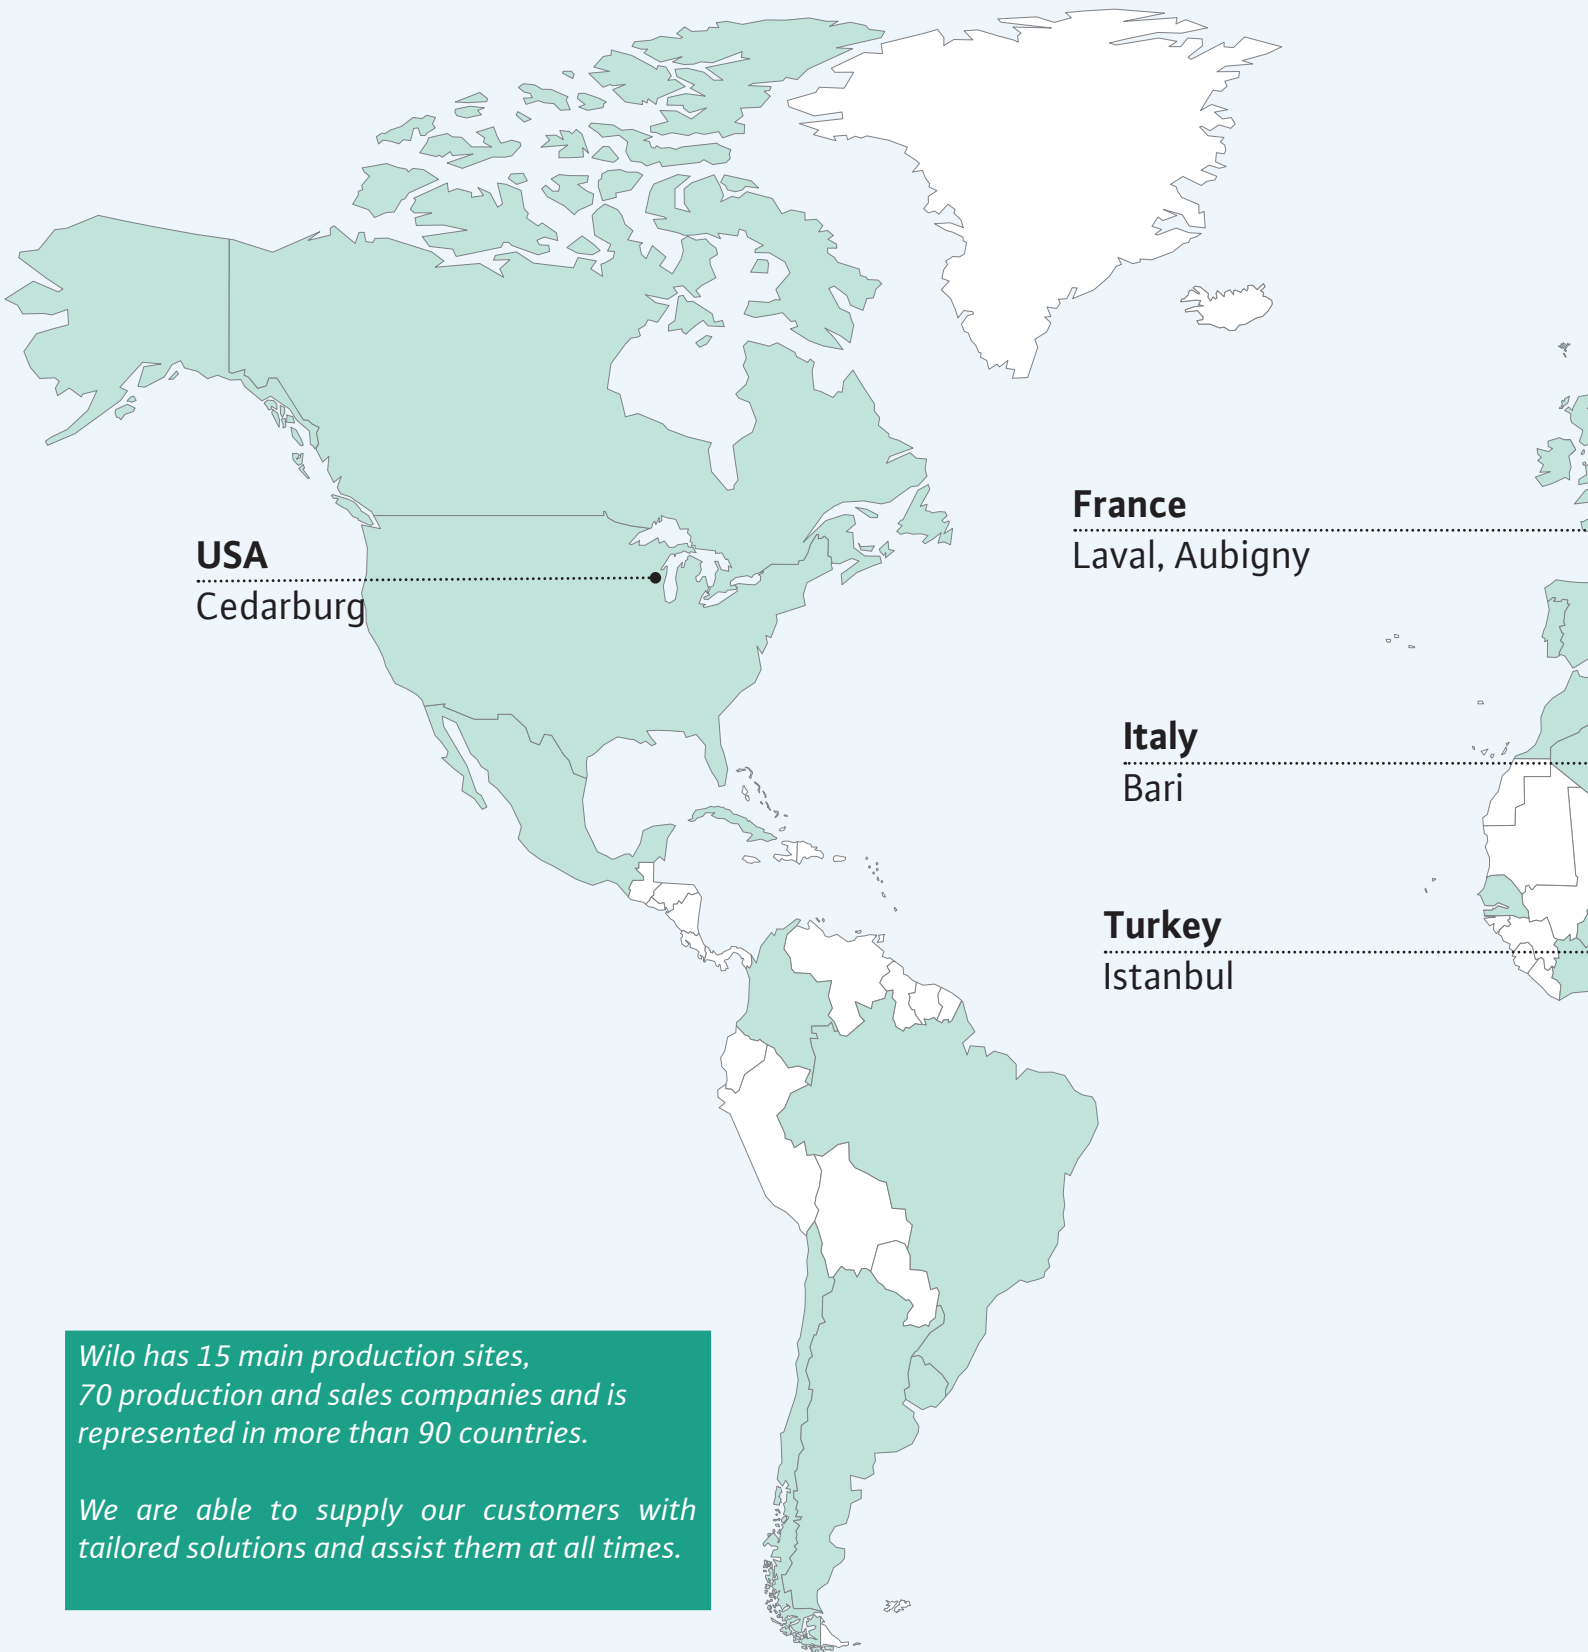 France
Laval, Aubigny
USA
Cedarburg
Italy
Bari
Turkey
Istanbul
Wilo has 15 main production sites,
70 production and sales companies and is
represented in more than 90 countries.
We are able to supply our customers with
tailored solutions and assist them at all times.